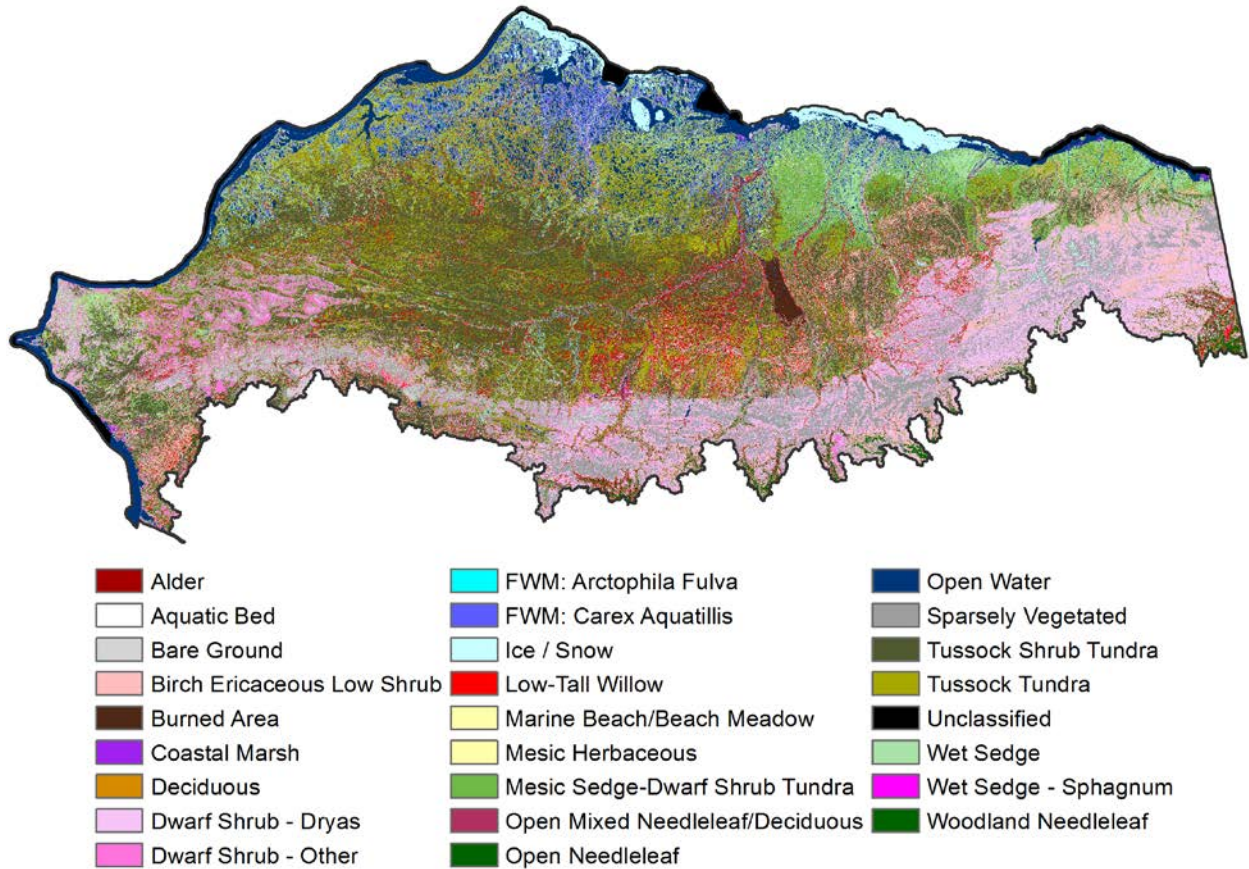 Alder
Aquatic Bed
Bare Ground
Birch Ericaceous Low Shrub
Burned Area
Coastal Marsh
Deciduous
Dwarf Shrub - Dryas
Dwarf Shrub - Other
FWM: Arctophila Fulva
FWM: Carex Aquatillis
Ice / Snow
Low-Tall Willow
Marine Beach/Beach Meadow
Mesic Herbaceous
Mesic Sedge-Dwarf Shrub Tundra
Open Mixed Needleleaf/Deciduous
Open Needleleaf
Open Water
Sparsely Vegetated
Tussock Shrub Tundra
Tussock Tundra
Unclassified
Wet Sedge
Wet Sedge - Sphagnum
Woodland Needleleaf